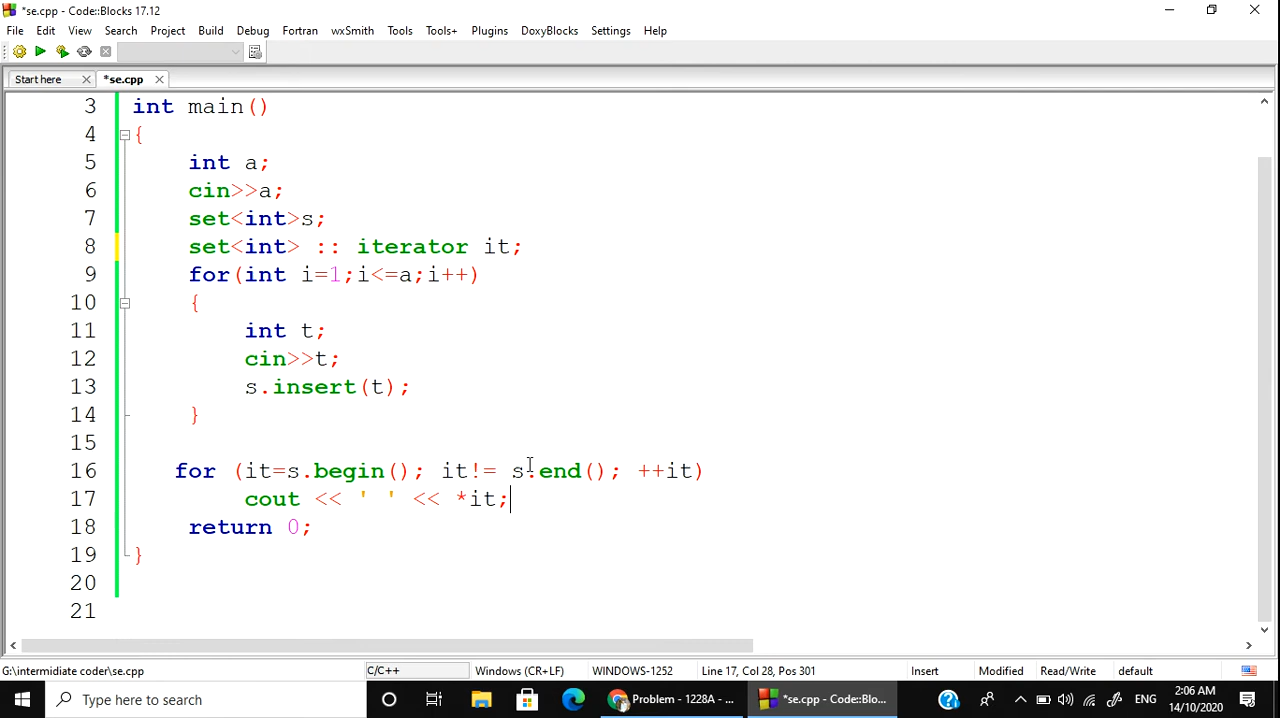 *se.cpp - Code::Blocks 17.12
File Edit View Search Project Build Debug Fortran wxSmith Tools Tools+ Plugins DoxyBlocks Settings Help
Start here *se.cpp
3 int main()
4 {
5 int a;
6 cin>>a;
7 set<int>s;
8 set<int> :: iterator it;
9 for(int i=1;i<=a;i++)
10 {
11 int t;
12 cin>>t;
13 s.insert(t);
14 }
15
16 for (it=s.begin(); it!= s.end(); ++it)
17 cout << ' ' << *it;
18 return 0;
19 }
20
21
G:\intermidiate coder\se.cpp C/C++ Windows (CR+LF) WINDOWS-1252 Line 17, Col 28, Pos 301 Insert Modified Read/Write default
Type here to search Problem - 1228A - ... *se.cpp - Code::Blo... ENG 2:06 AM
14/10/2020